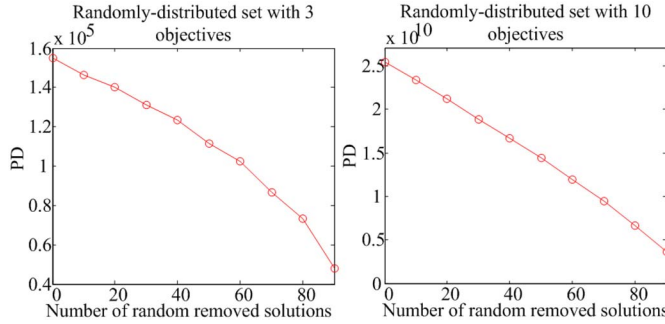 Randomly-distributed set with 3
objectives
x 10^5
1.6
1.4
1.2
1
0.8
0.6
0.4
PD
0 20 40 60 80
Number of random removed solutions
Randomly-distributed set with 10
objectives
x 10^10
2.5
2
1.5
1
0.5
0
PD
0 20 40 60 80
Number of random removed solutions